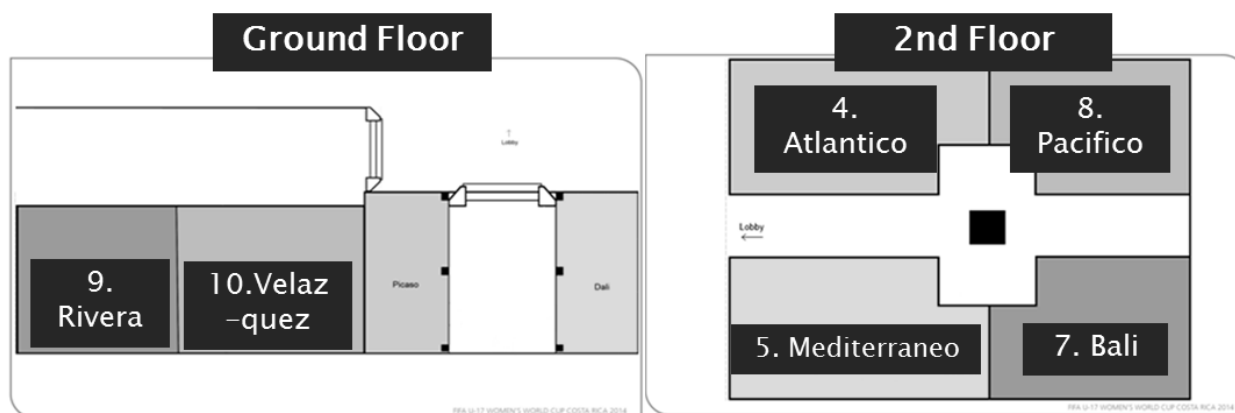 Ground Floor
↑
Lobby
9.
Rivera
10.Velaz
-quez
Picaso
Dali
FIFA U-17 WOMEN'S WORLD CUP COSTA RICA 2014
2nd Floor
4.
Atlantico
8.
Pacifico
Lobby
←
5. Mediterraneo
7. Bali
FIFA U-17 WOMEN'S WORLD CUP COSTA RICA 2014